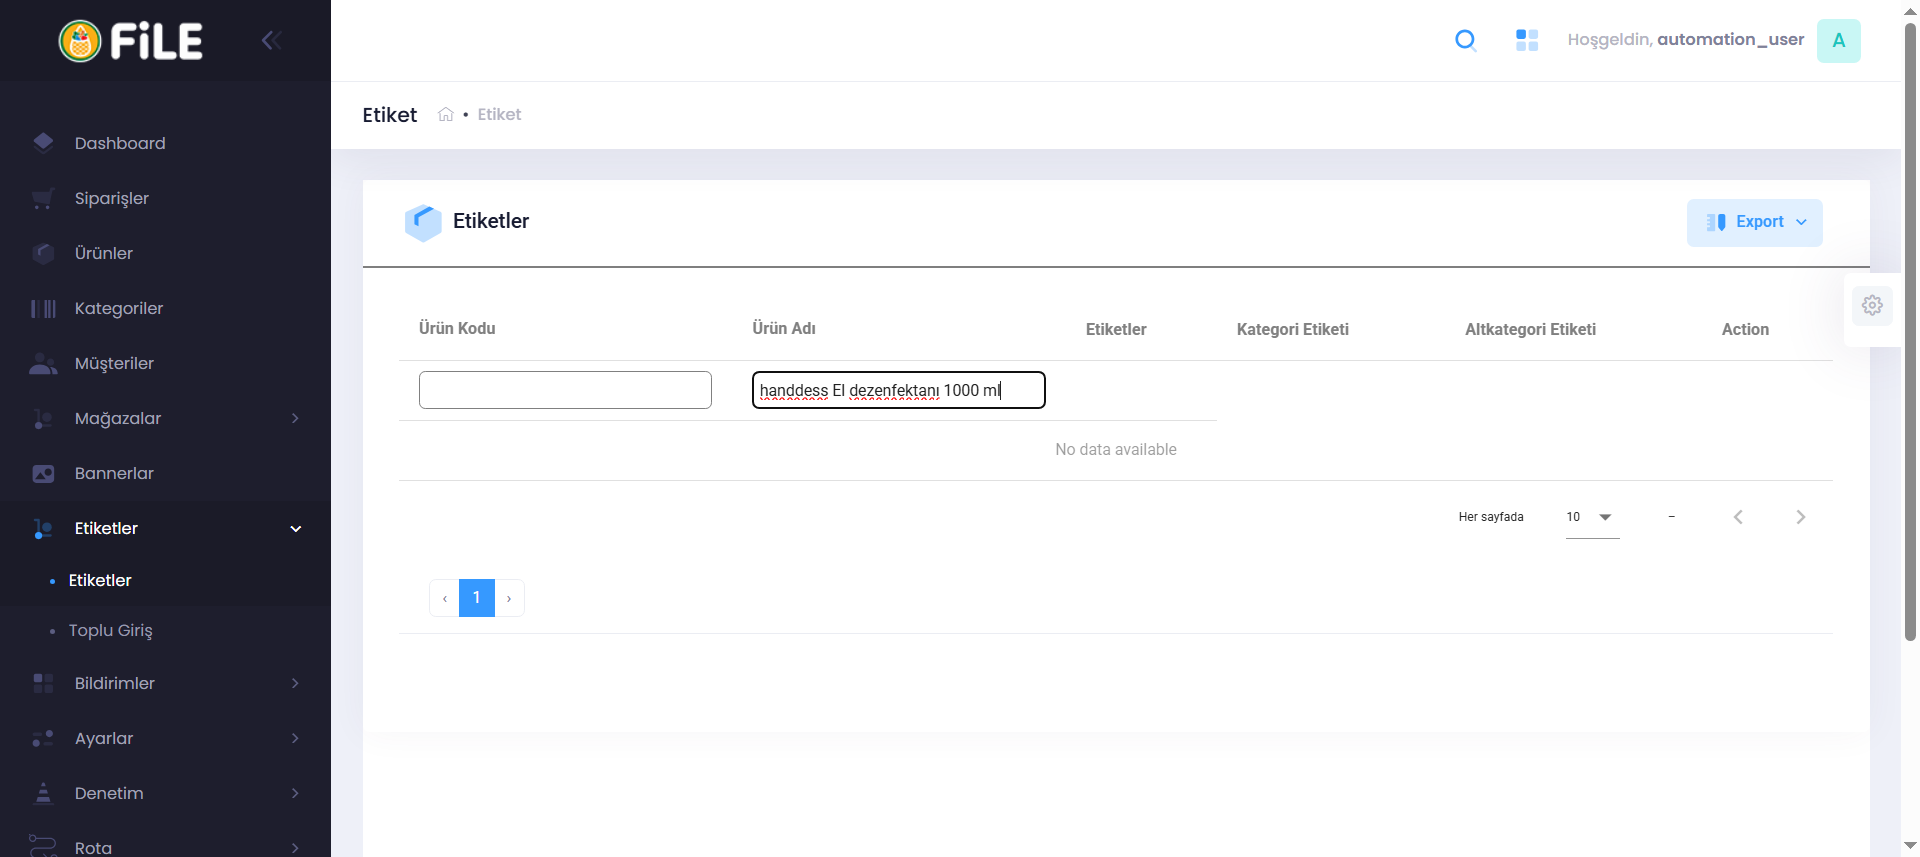 FiLE
Hoşgeldin, automation_user
A
Etiket • Etiket
Dashboard
Siparişler
Ürünler
Kategoriler
Müşteriler
Mağazalar
Bannerlar
Etiketler
• Etiketler
• Toplu Giriş
Bildirimler
Ayarlar
Denetim
Rota
Etiketler
Export
Ürün Kodu Ürün Adı Etiketler Kategori Etiketi Altkategori Etiketi Action
handdess El dezenfektanı 1000 ml
No data available
Her sayfada 10 –
‹ 1 ›